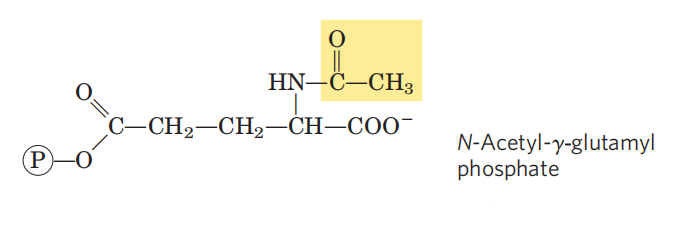 O
HN—C—CH₃
O
C—CH₂—CH₂—CH—COO⁻
P—O
N-Acetyl-γ-glutamyl
phosphate